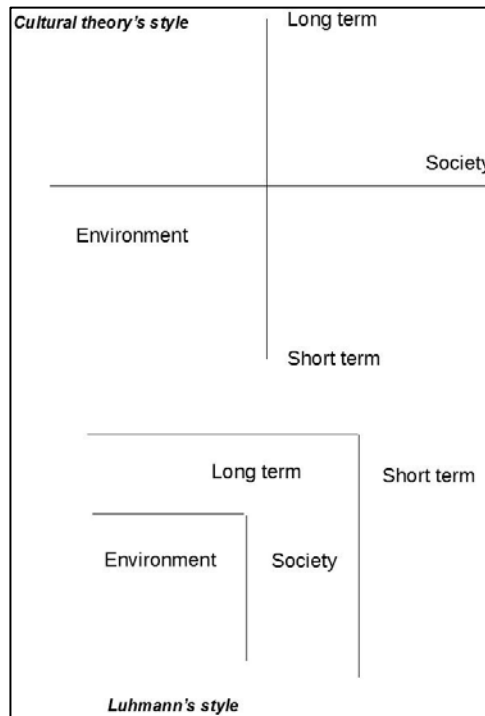 Cultural theory's style
Long term
Society
Environment
Short term
Long term
Short term
Environment
Society
Luhmann's style